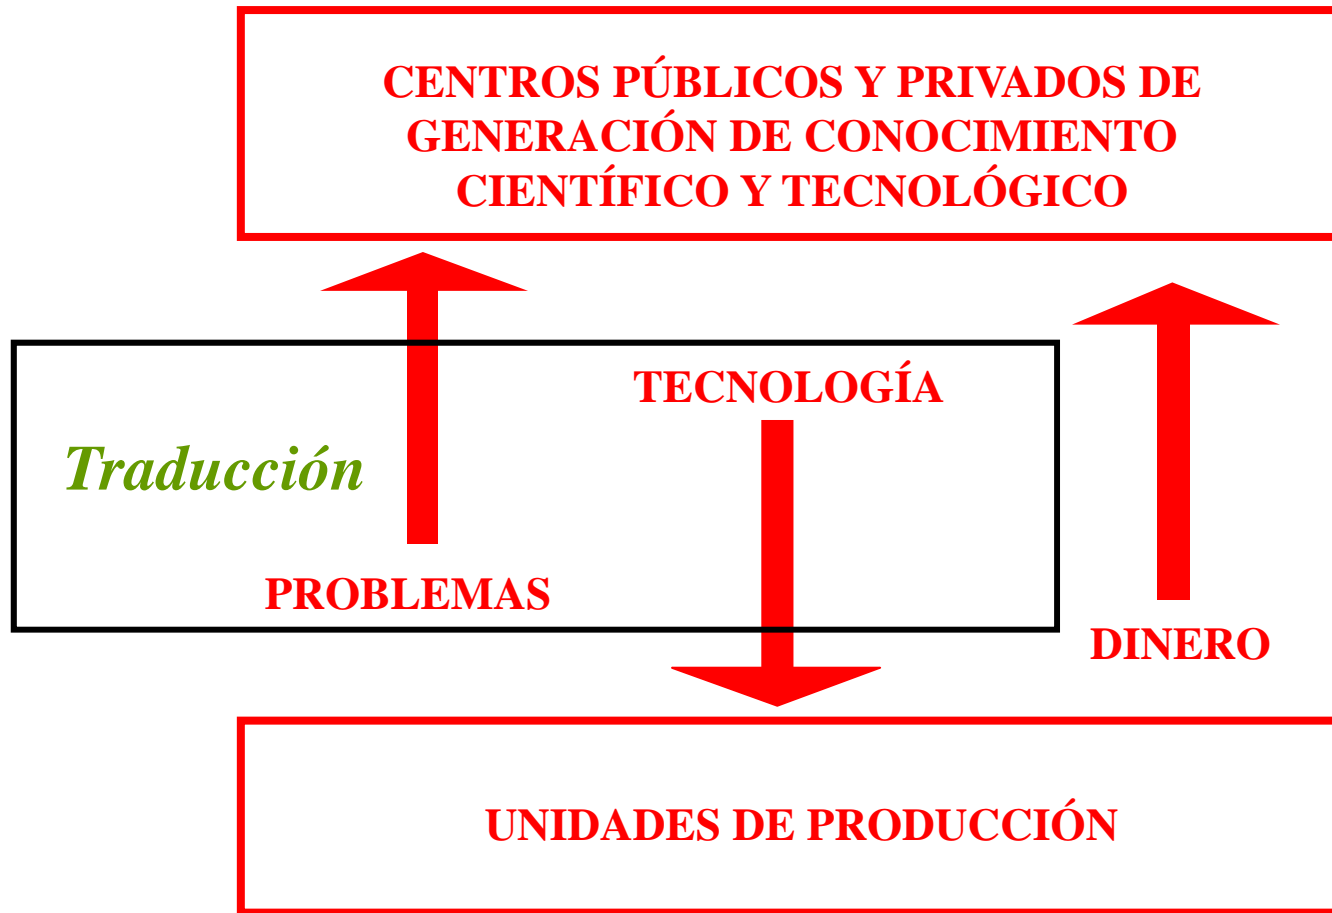 CENTROS PÚBLICOS Y PRIVADOS DE
GENERACIÓN DE CONOCIMIENTO
CIENTÍFICO Y TECNOLÓGICO
TECNOLOGÍA
Traducción
PROBLEMAS
DINERO
UNIDADES DE PRODUCCIÓN